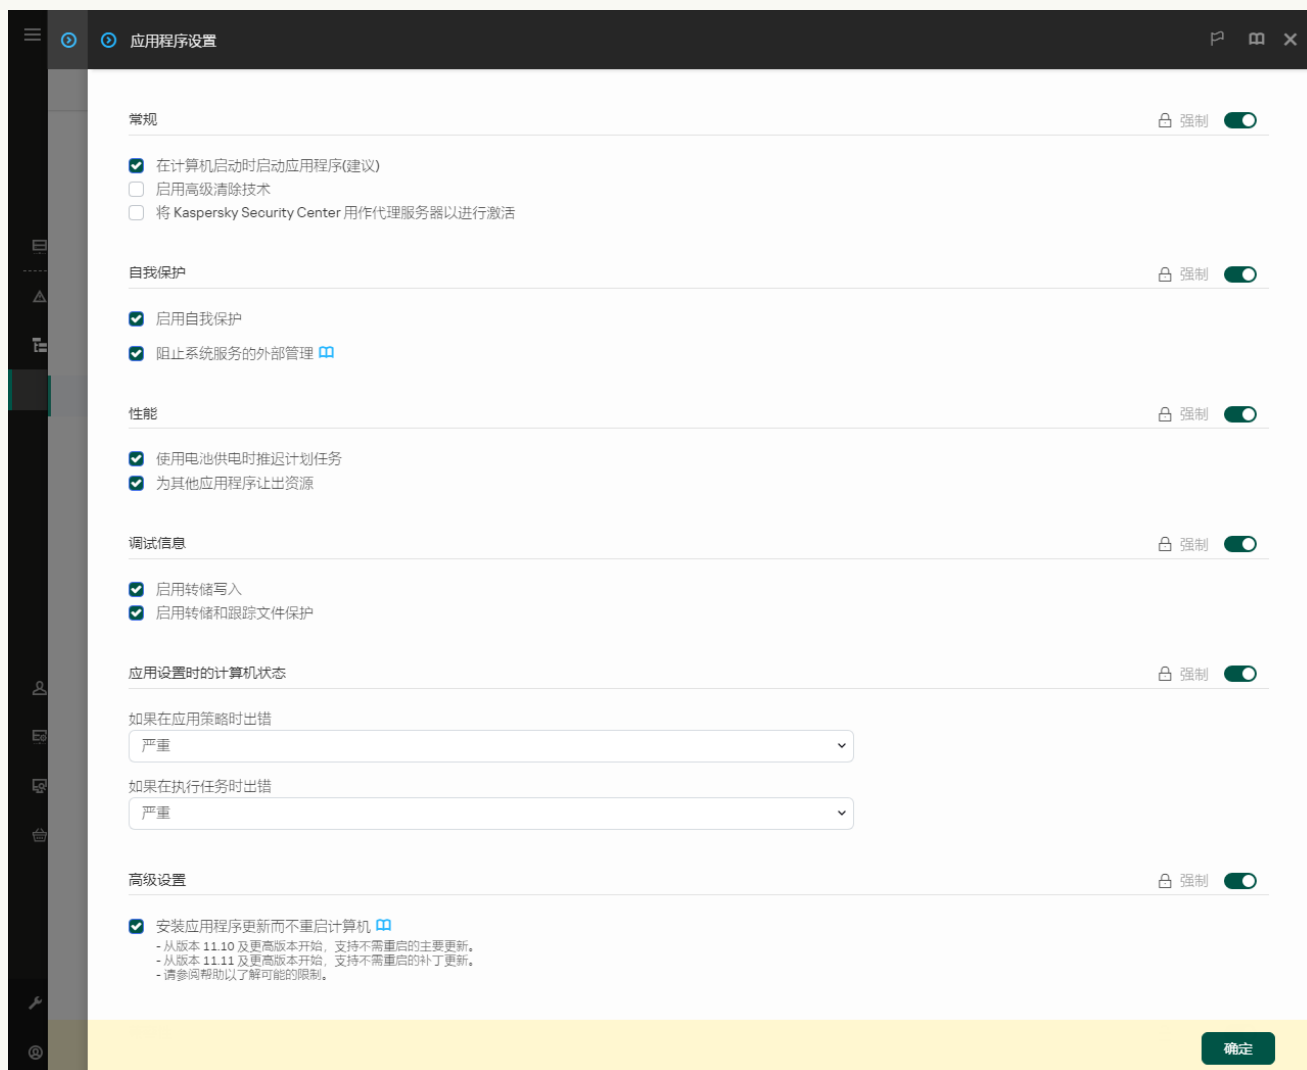 应用程序设置
常规
强制
在计算机启动时启动应用程序(建议)
启用高级清除技术
将 Kaspersky Security Center 用作代理服务器以进行激活
自我保护
强制
启用自我保护
阻止系统服务的外部管理
性能
强制
使用电池供电时推迟计划任务
为其他应用程序让出资源
调试信息
强制
启用转储写入
启用转储和跟踪文件保护
应用设置时的计算机状态
强制
如果在应用策略时出错
严重
如果在执行任务时出错
严重
高级设置
强制
安装应用程序更新而不重启计算机
- 从版本 11.10 及更高版本开始，支持不需重启的主要更新。
- 从版本 11.11 及更高版本开始，支持不需重启的补丁更新。
- 请参阅帮助以了解可能的限制。
确定